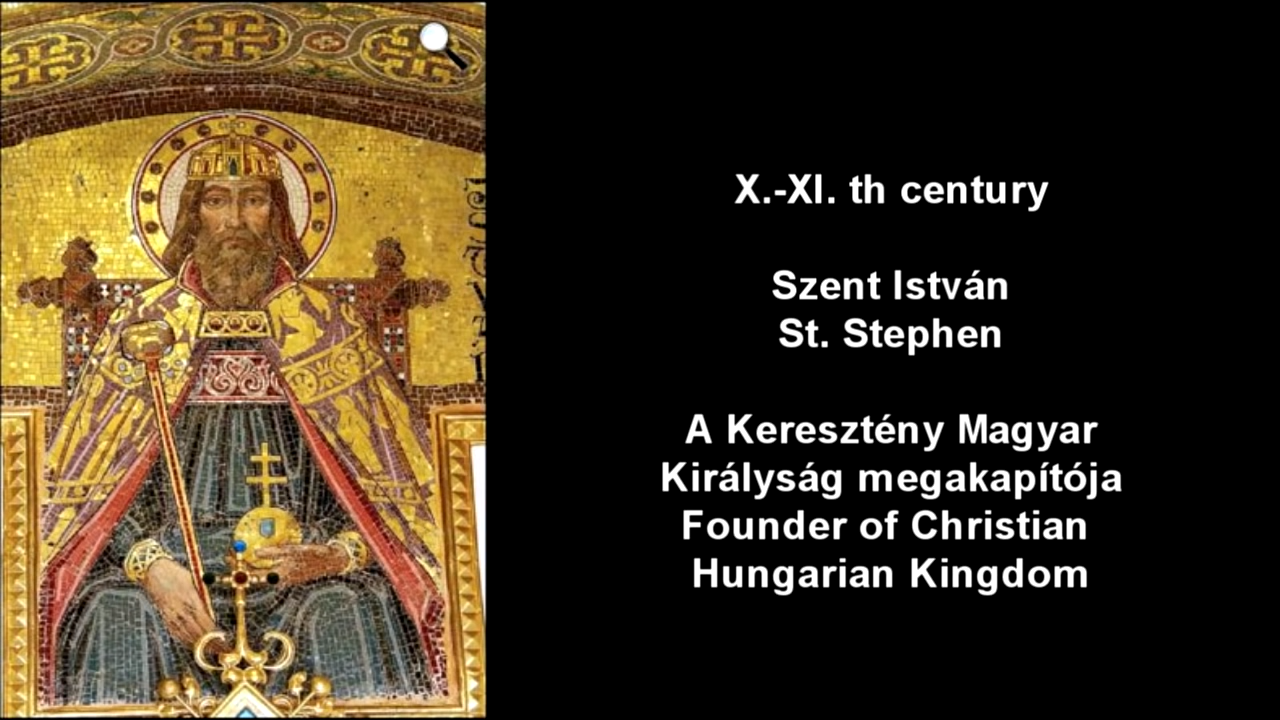 X.-XI. th century
Szent István
St. Stephen
A Keresztény Magyar
Királyság megakapítója
Founder of Christian
Hungarian Kingdom